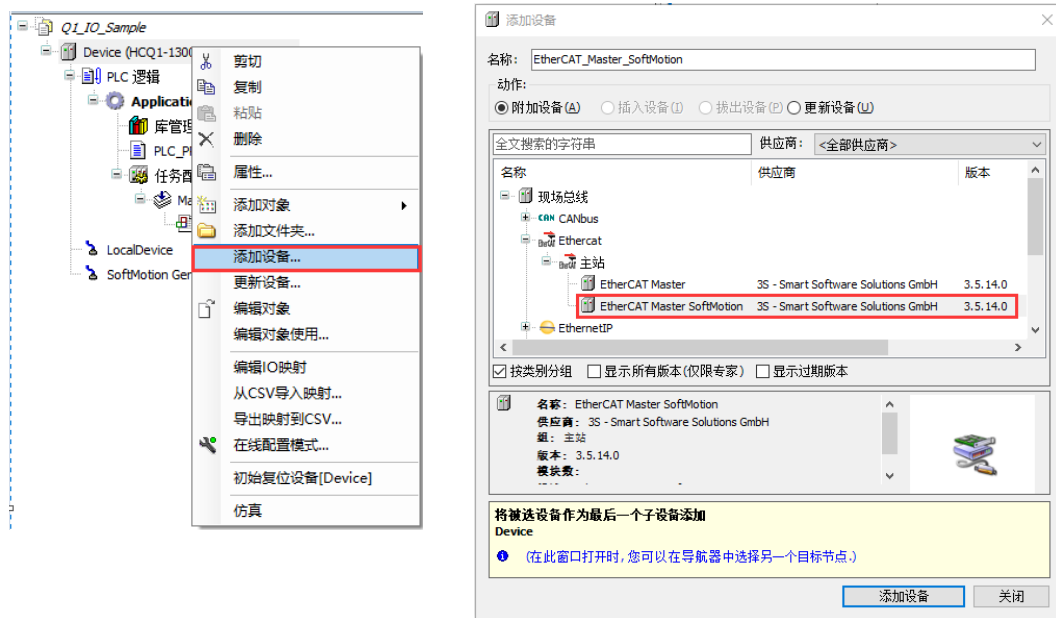 Q1_IO_Sample
Device (HCQ1-1300
PLC 逻辑
Applicatio
库管理
PLC_P
任务配
Ma
LocalDevice
SoftMotion Ger
剪切
复制
粘贴
删除
属性...
添加对象
添加文件夹...
添加设备...
更新设备...
编辑对象
编辑对象使用...
编辑IO映射
从CSV导入映射...
导出映射到CSV...
在线配置模式...
初始复位设备[Device]
仿真
添加设备
名称: EtherCAT_Master_SoftMotion
动作:
附加设备(A) 插入设备(I) 拔出设备(P) 更新设备(U)
全文搜索的字符串 供应商: <全部供应商>
名称 供应商 版本
现场总线
CAN CANbus
EtherCAT Ethercat
EtherCAT 主站
EtherCAT Master 3S - Smart Software Solutions GmbH 3.5.14.0
EtherCAT Master SoftMotion 3S - Smart Software Solutions GmbH 3.5.14.0
EthernetIP
按类别分组 显示所有版本(仅限专家) 显示过期版本
名称: EtherCAT Master SoftMotion
供应商: 3S - Smart Software Solutions GmbH
组: 主站
版本: 3.5.14.0
模块数:
将被选设备作为最后一个子设备添加
Device
(在此窗口打开时,您可以在导航器中选择另一个目标节点.)
添加设备 关闭